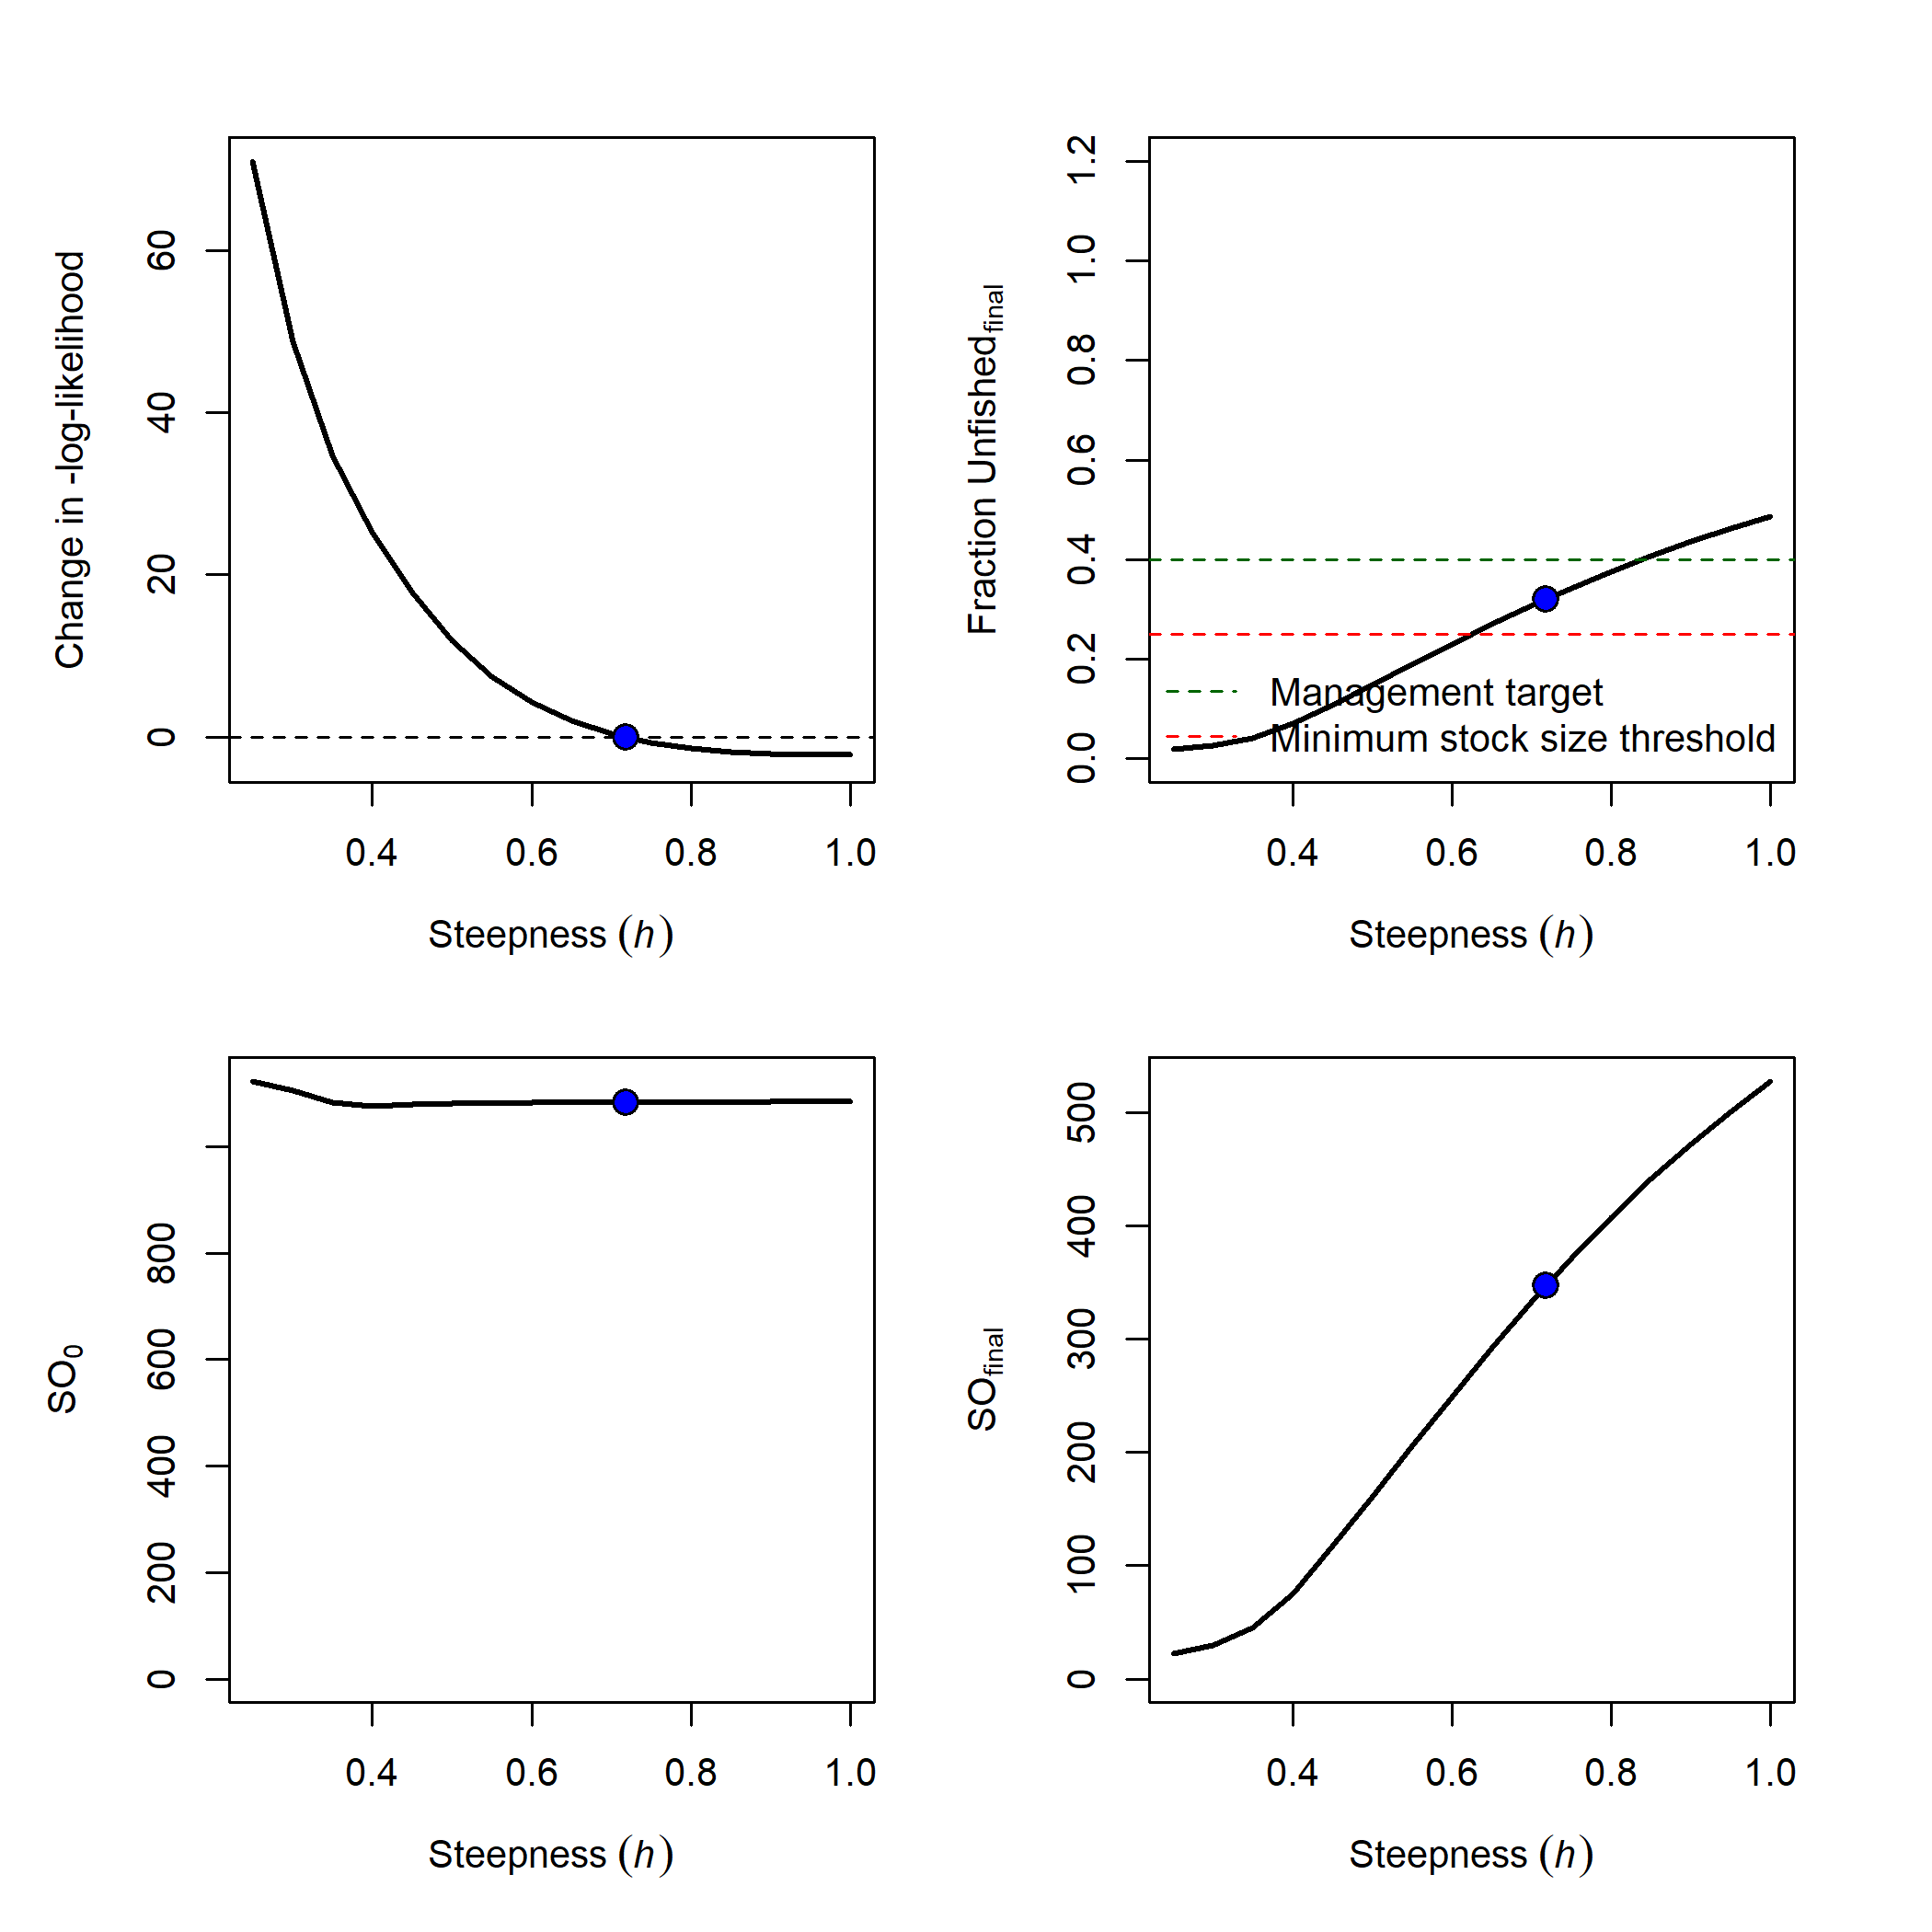 Change in -log-likelihood
60
40
20
0
0.4 0.6 0.8 1.0
Steepness (h)
Fraction Unfished final
1.2
1.0
0.8
0.6
0.4
0.2
0.0
Management target
Minimum stock size threshold
0.4 0.6 0.8 1.0
Steepness (h)
SO0
800
600
400
200
0
0.4 0.6 0.8 1.0
Steepness (h)
SOfinal
500
400
300
200
100
0
0.4 0.6 0.8 1.0
Steepness (h)